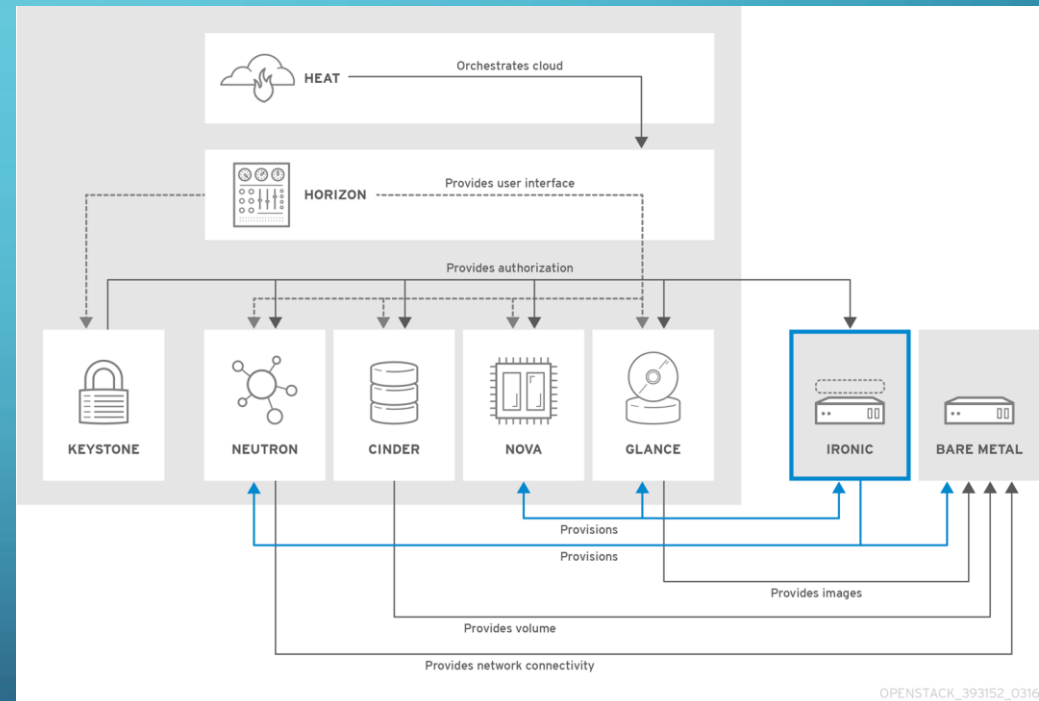 Orchestrates cloud
HEAT
Provides user interface
HORIZON
Provides authorization
KEYSTONE
NEUTRON
CINDER
NOVA
GLANCE
IRONIC
BARE METAL
Provisions
Provisions
Provides images
Provides volume
Provides network connectivity
OPENSTACK_393152_0316